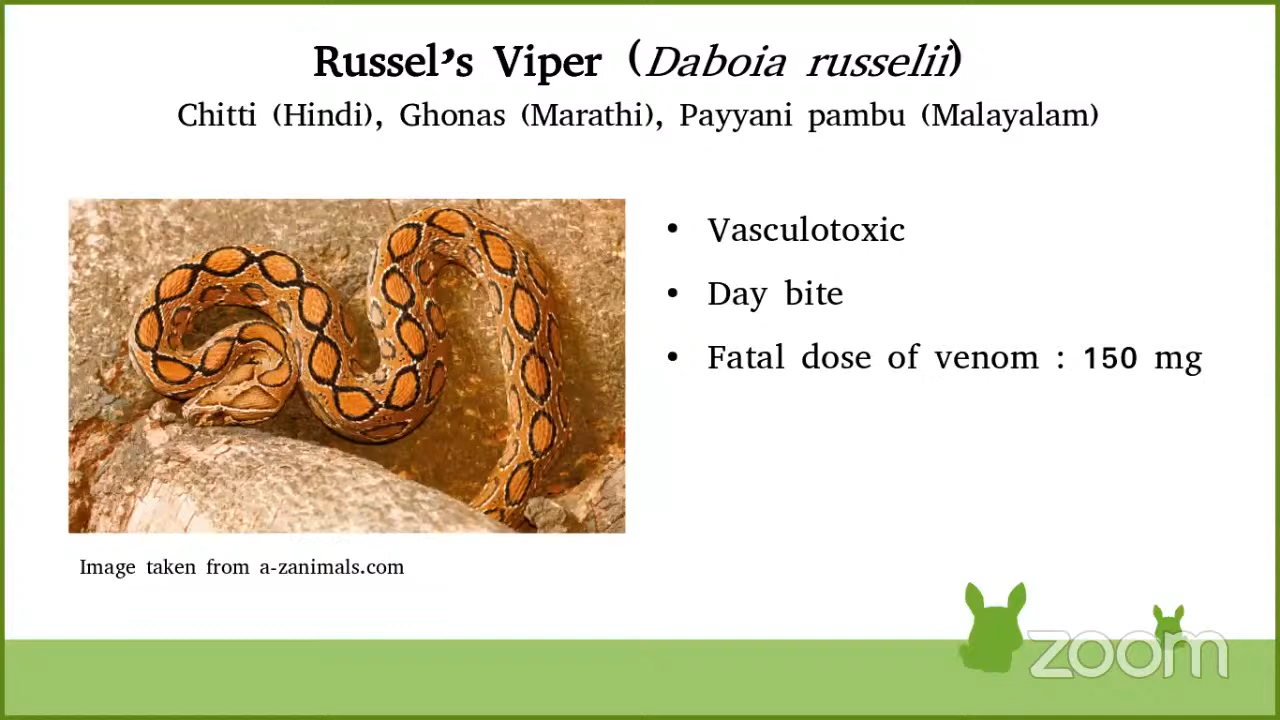 Russel’s Viper (Daboia russelii)
Chitti (Hindi), Ghonas (Marathi), Payyani pambu (Malayalam)
• Vasculotoxic
• Day bite
• Fatal dose of venom : 150 mg
Image taken from a-zanimals.com
zoom